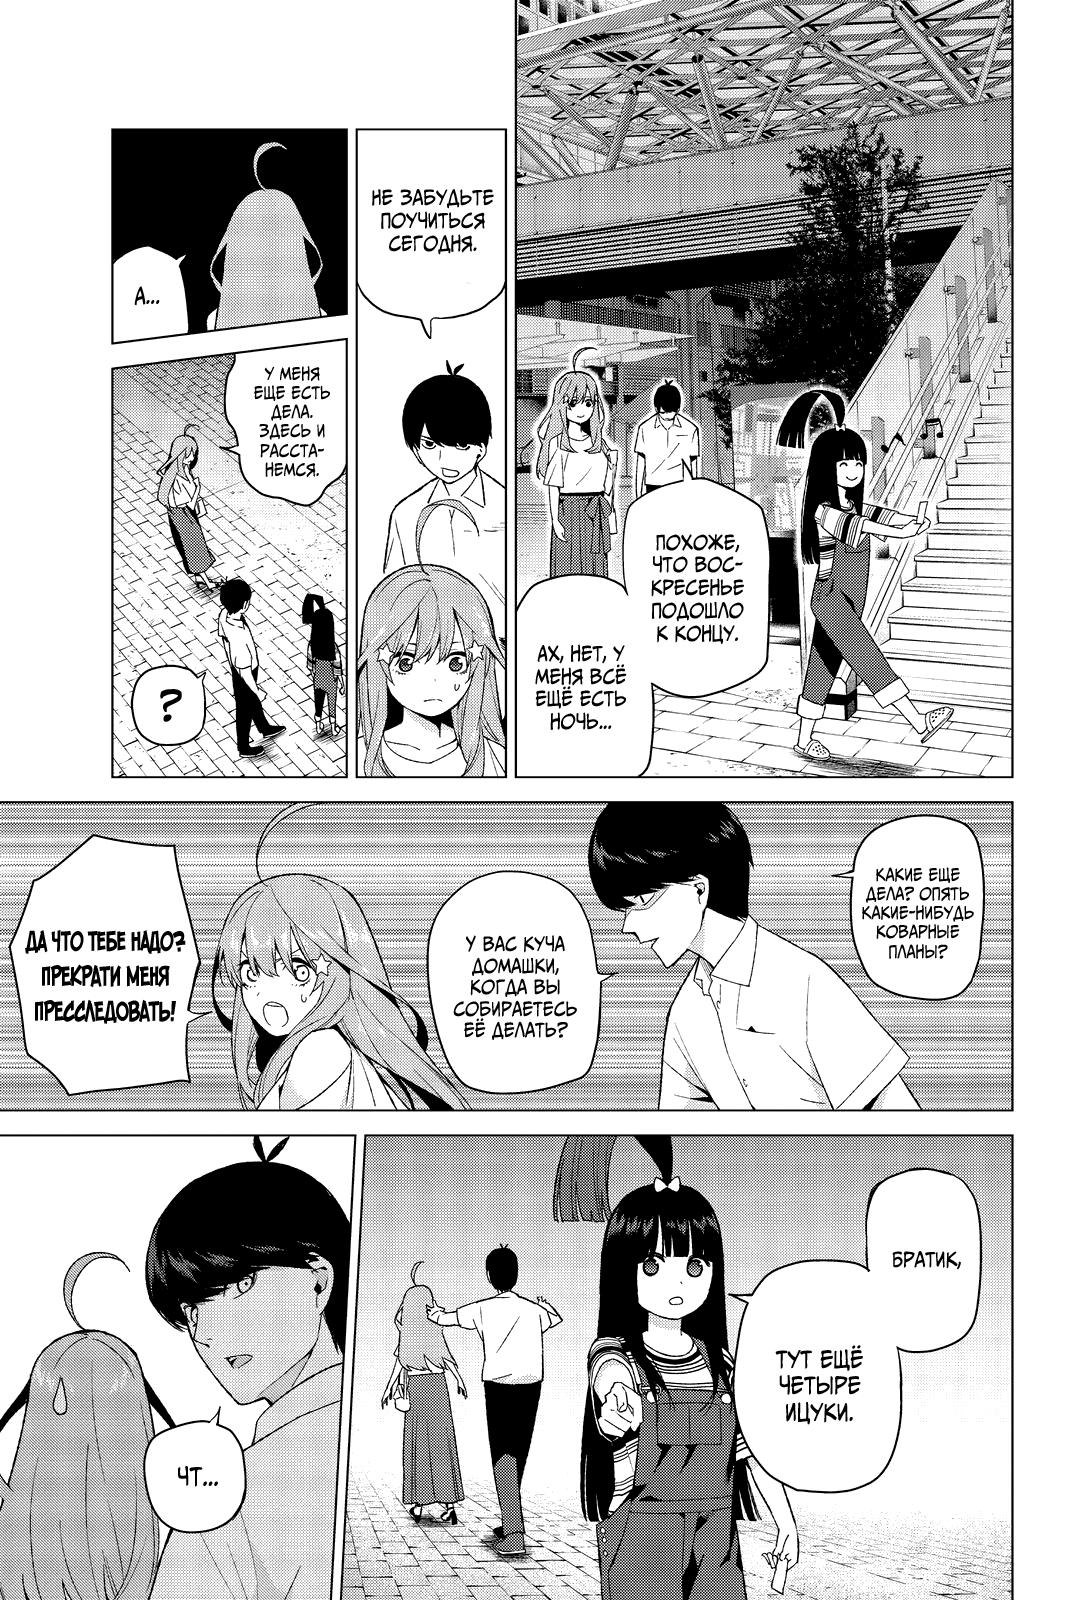 ПОХОЖЕ,
ЧТО ВОС-
КРЕСЕНЬЕ
ПОДОШЛО
К КОНЦУ.
АХ, НЕТ, У
МЕНЯ ВСЁ
ЕЩЁ ЕСТЬ
НОЧЬ...
НЕ ЗАБУДЬТЕ
ПОУЧИТЬСЯ
СЕГОДНЯ.
А...
У МЕНЯ
ЕЩЕ ЕСТЬ
ДЕЛА.
ЗДЕСЬ И
РАССТА-
НЕМСЯ.
?
КАКИЕ ЕЩЕ
ДЕЛА? ОПЯТЬ
КАКИЕ-НИБУДЬ
КОВАРНЫЕ
ПЛАНЫ?
У ВАС КУЧА
ДОМАШКИ,
КОГДА ВЫ
СОБИРАЕТЕСЬ
ЕЁ ДЕЛАТЬ?
ДА ЧТО ТЕБЕ НАДО?
ПРЕКРАТИ МЕНЯ
ПРЕССЛЕДОВАТЬ!
БРАТИК,
ТУТ ЕЩЁ
ЧЕТЫРЕ
ИЦУКИ.
ЧТ...